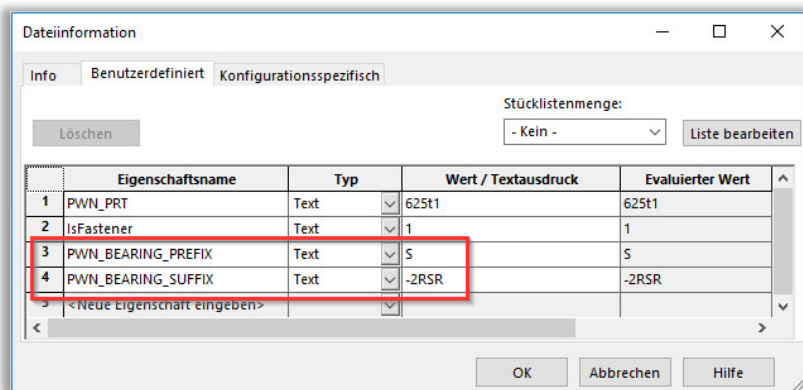 Dateiinformation
Info Benutzerdefiniert Konfigurationsspezifisch
Stücklistenmenge:
Löschen - Kein - Liste bearbeiten
Eigenschaftsname Typ Wert / Textausdruck Evaluierter Wert
1 PWN_PRT Text 625t1 625t1
2 IsFastener Text 1 1
3 PWN_BEARING_PREFIX Text S S
4 PWN_BEARING_SUFFIX Text -2RSR -2RSR
5 <Neue Eigenschaft eingeben>
OK Abbrechen Hilfe